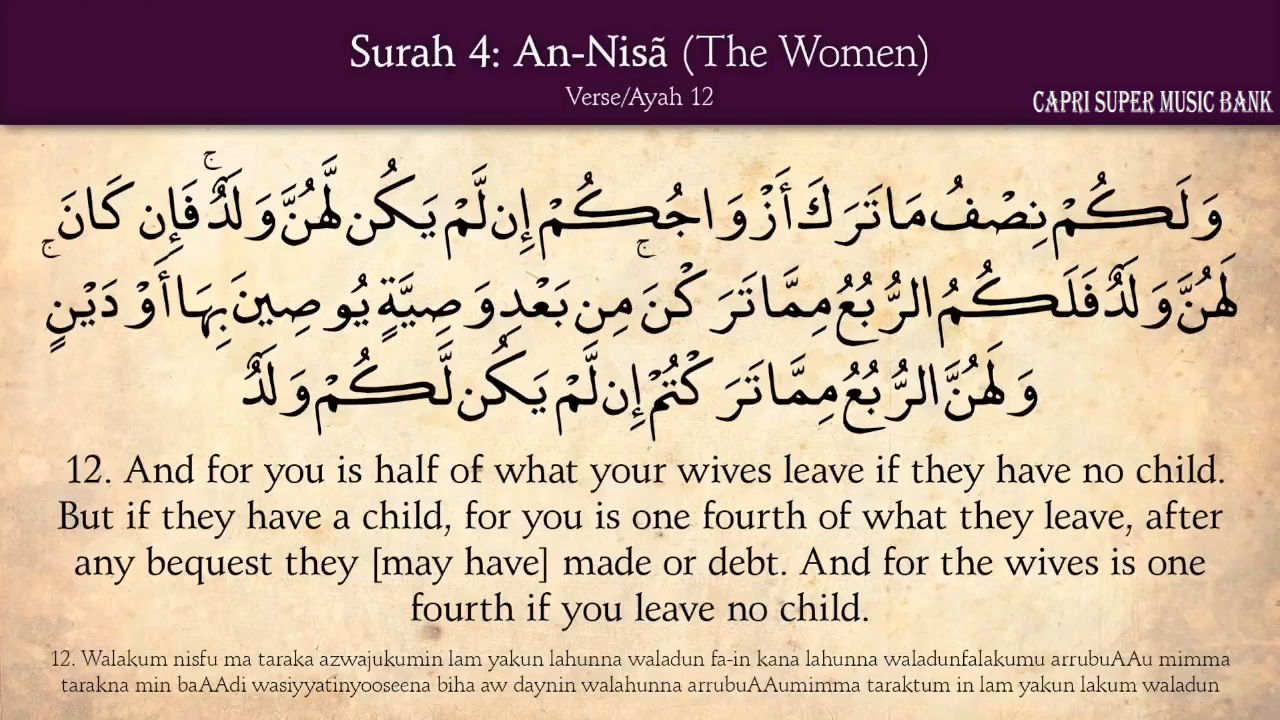 Surah 4: An-Nisã (The Women)
Verse/Ayah 12
CAPRI SUPER MUSIC BANK
وَلَكُمْ نِصْفُ مَا تَرَكَ أَزْوَاجُكُمْ إِن لَّمْ يَكُن لَّهُنَّ وَلَدٌ ۚ فَإِن كَانَ
لَهُنَّ وَلَدٌ فَلَكُمُ الرُّبُعُ مِمَّا تَرَكْنَ ۚ مِن بَعْدِ وَصِيَّةٍ يُوصِينَ بِهَا أَوْ دَيْنٍ ۚ
وَلَهُنَّ الرُّبُعُ مِمَّا تَرَكْتُمْ إِن لَّمْ يَكُن لَّكُمْ وَلَدٌ
12. And for you is half of what your wives leave if they have no child.
But if they have a child, for you is one fourth of what they leave, after
any bequest they [may have] made or debt. And for the wives is one
fourth if you leave no child.
12. Walakum nisfu ma taraka azwajukumin lam yakun lahunna waladun fa-in kana lahunna waladunfalakumu arrubuAAu mimma
tarakna min baAAdi wasiyyatinyooseena biha aw daynin walahunna arrubuAAumimma taraktum in lam yakun lakum waladun